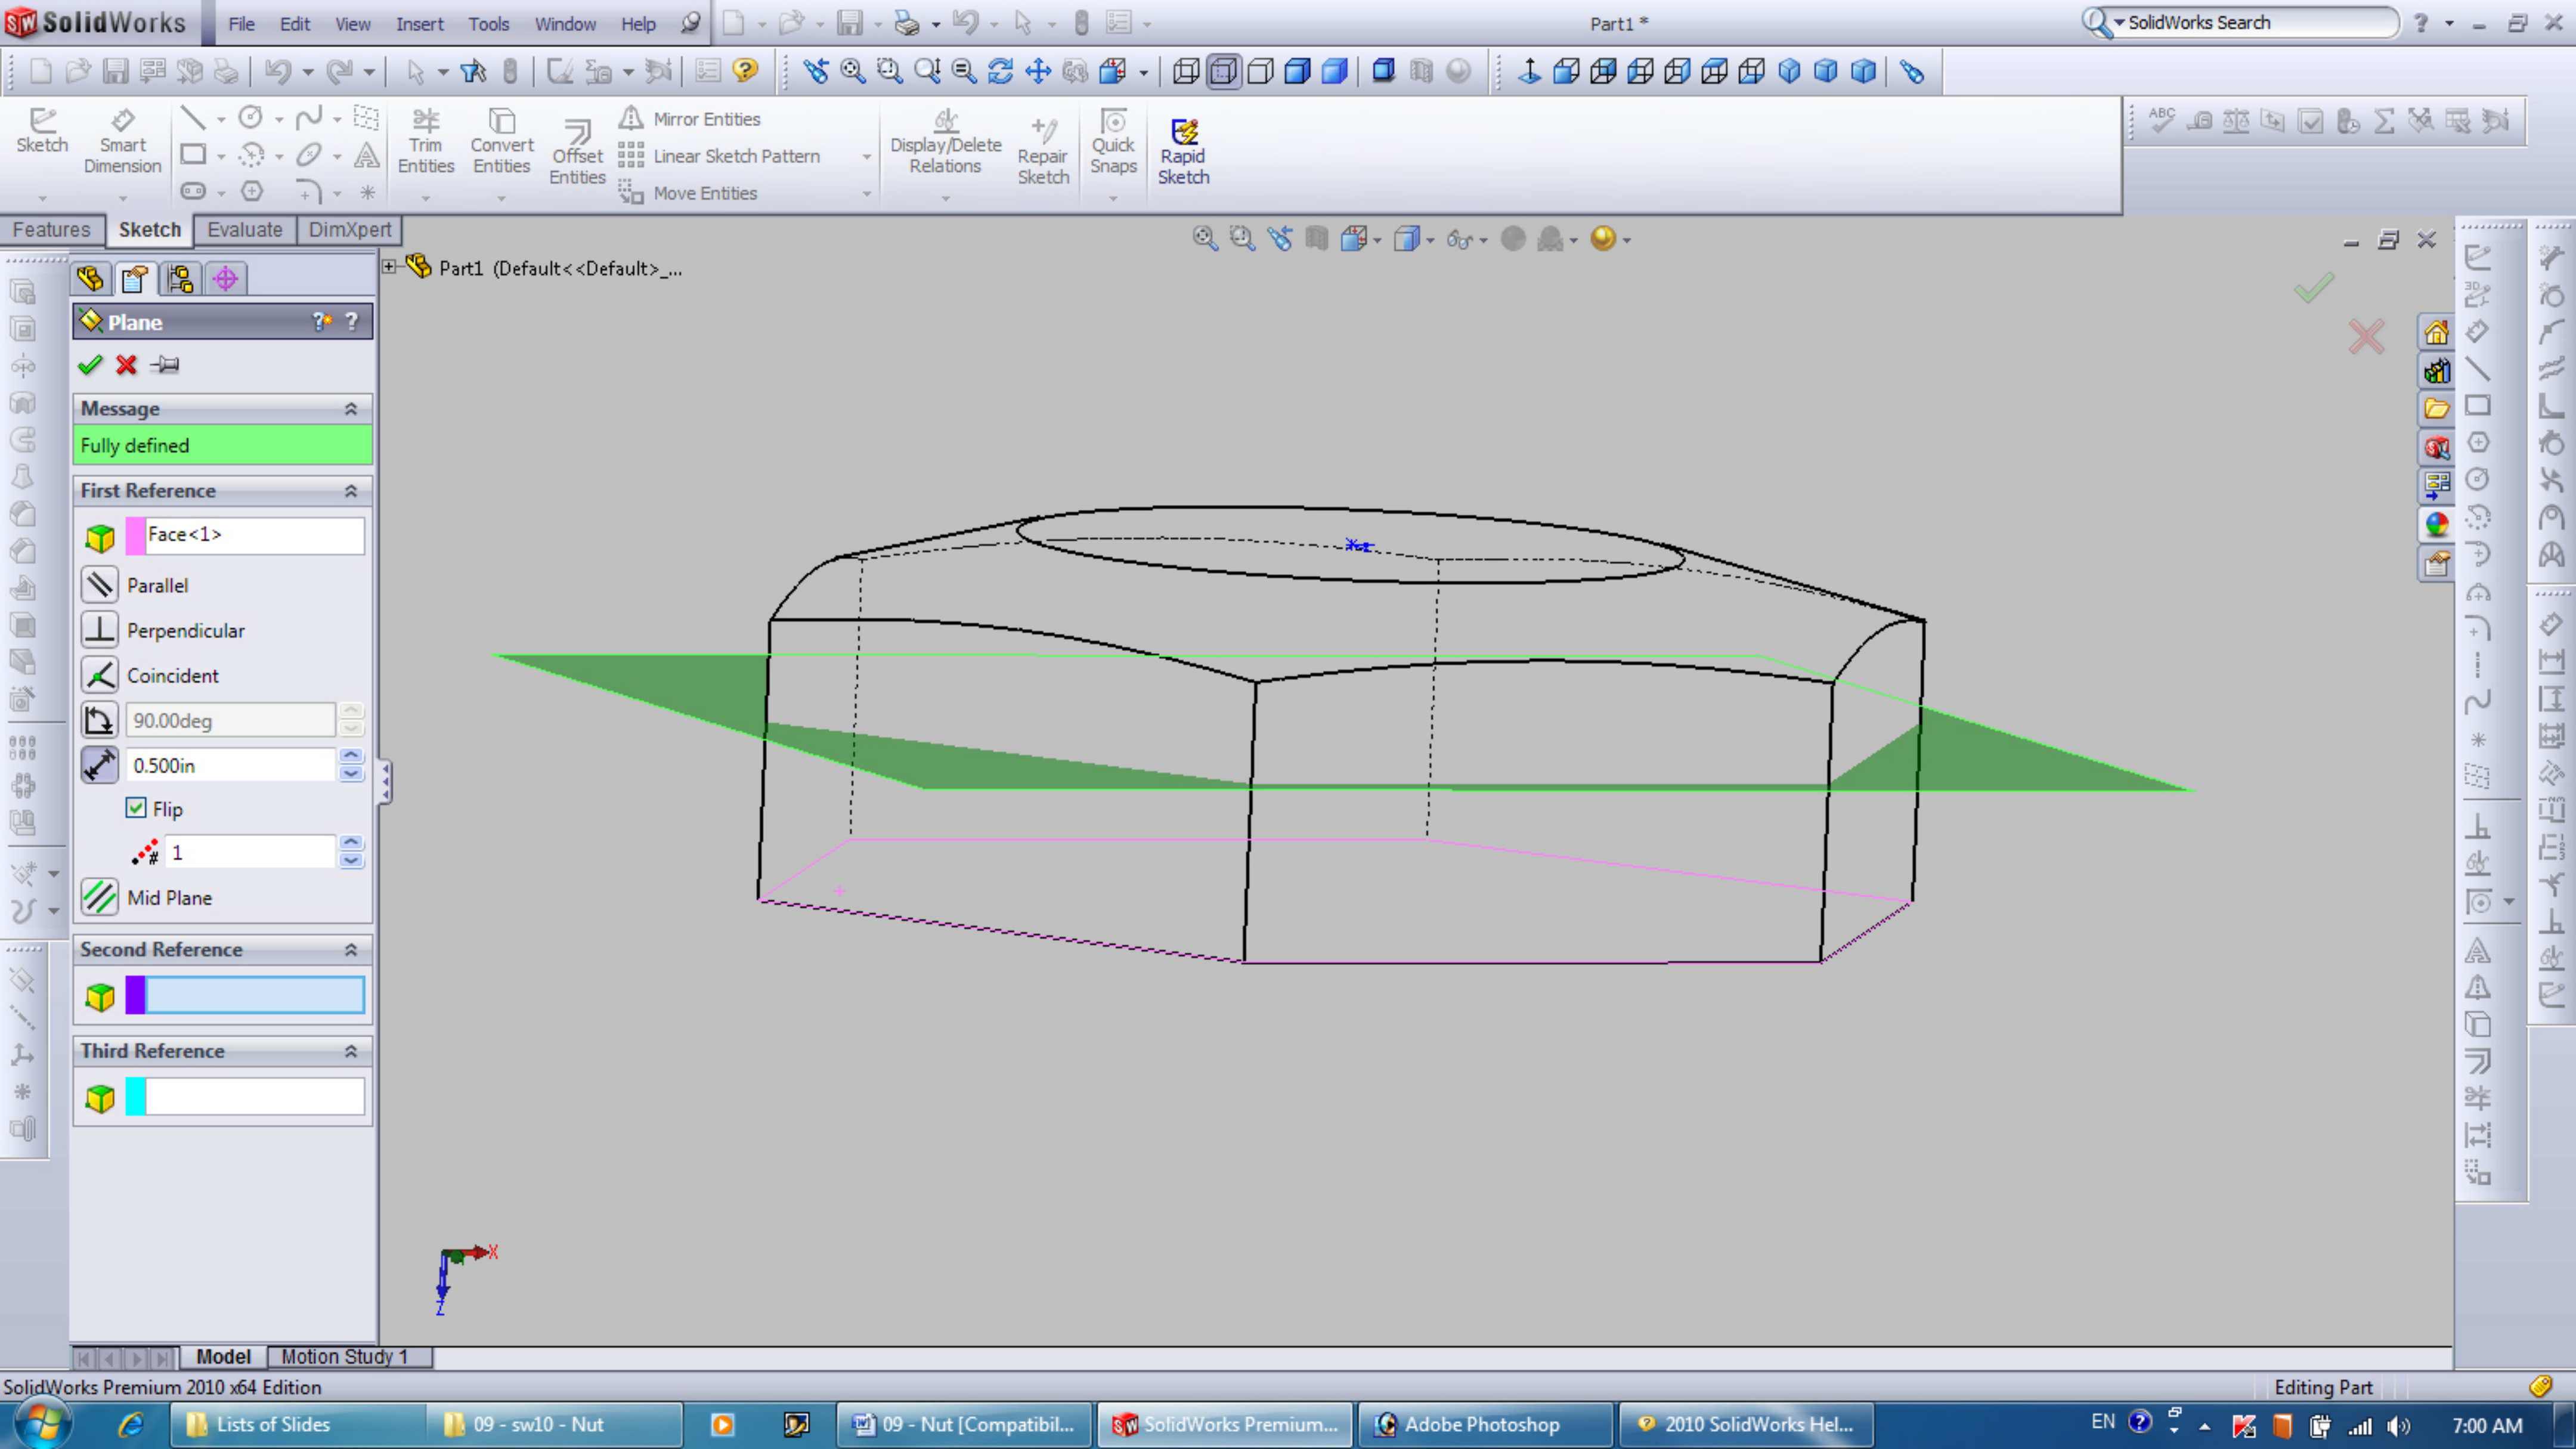 SolidWorks File Edit View Insert Tools Window Help Part1 * SolidWorks Search ?
Sketch Smart Dimension Trim Entities Convert Entities Offset Entities Mirror Entities Linear Sketch Pattern Move Entities Display/Delete Relations Repair Sketch Quick Snaps Rapid Sketch
Features Sketch Evaluate DimXpert
Part1 (Default<<Default>_...
Plane
Message
Fully defined
First Reference
Face<1>
Parallel
Perpendicular
Coincident
90.00deg
0.500in
Flip
1
Mid Plane
Second Reference
Third Reference
X
Z
Model Motion Study 1
SolidWorks Premium 2010 x64 Edition Editing Part
Lists of Slides 09 - sw10 - Nut 09 - Nut [Compatibil... SolidWorks Premium... Adobe Photoshop 2010 SolidWorks Hel... EN 7:00 AM